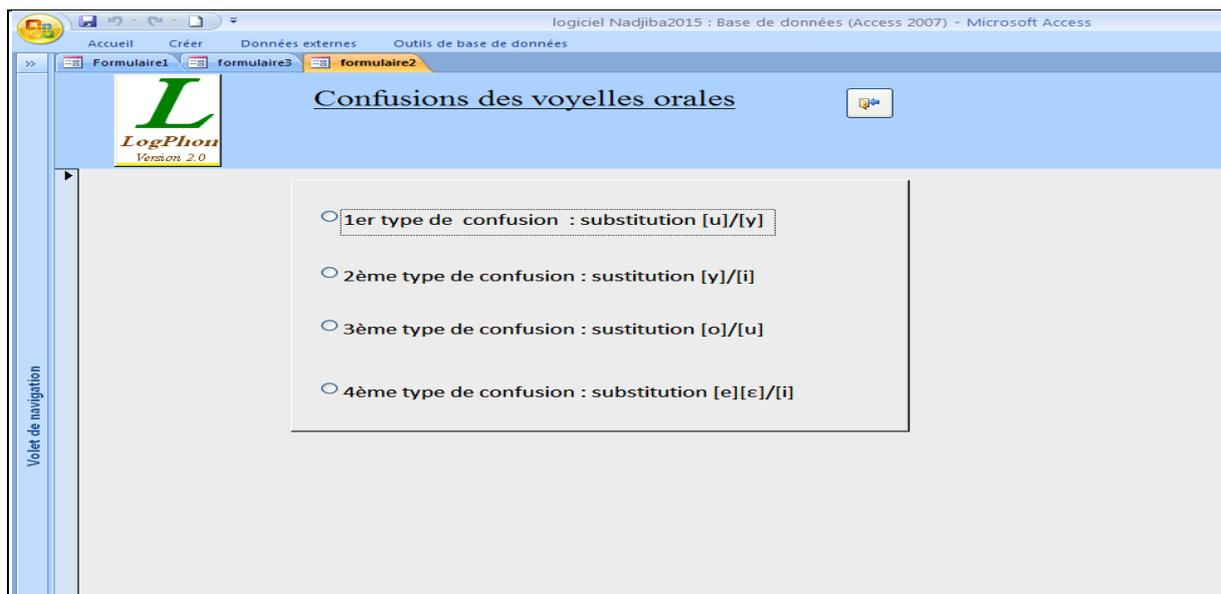 logiciel Nadjiba2015 : Base de données (Access 2007) - Microsoft Access
Accueil Créer Données externes Outils de base de données
» Formulaire1 formulaire3 formulaire2
L
LogPhon
Version 2.0
Confusions des voyelles orales
1er type de confusion : substitution [u]/[y]
2ème type de confusion : sustitution [y]/[i]
3ème type de confusion : sustitution [o]/[u]
4ème type de confusion : substitution [e][ε]/[i]
Volet de navigation